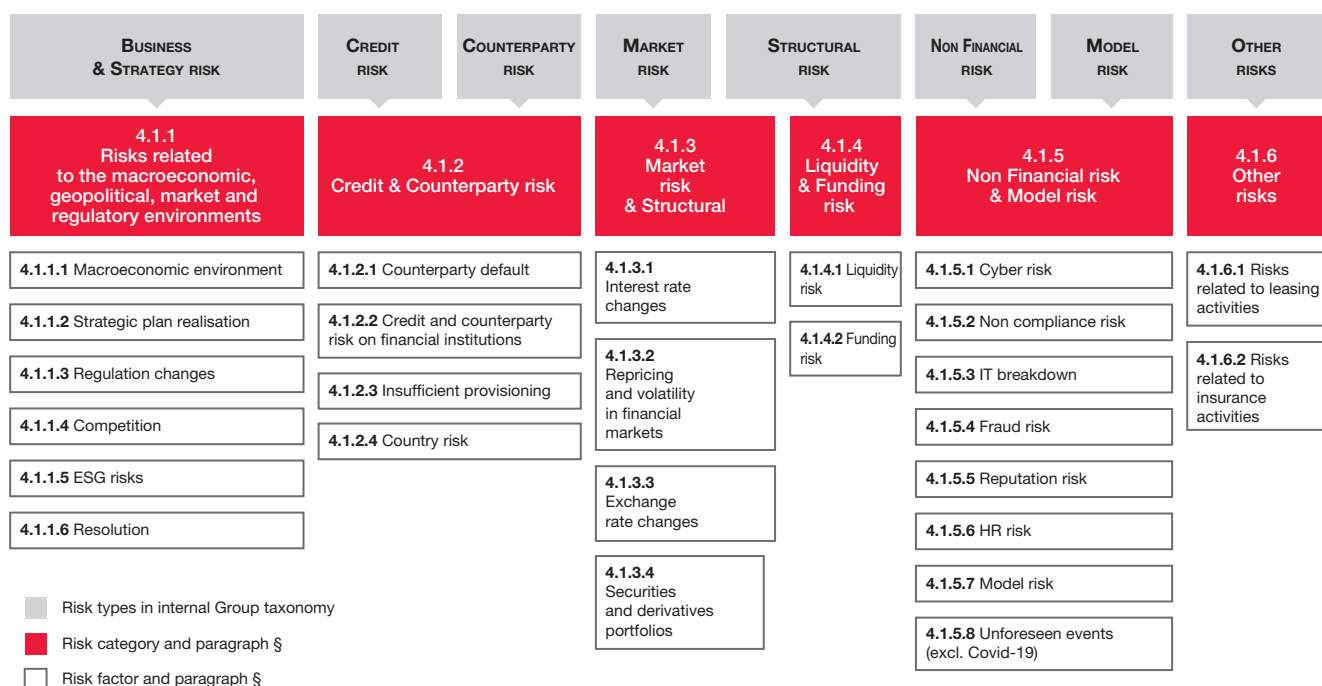 BUSINESS
& STRATEGY RISK
CREDIT
RISK
COUNTERPARTY
RISK
MARKET
RISK
STRUCTURAL
RISK
NON FINANCIAL
RISK
MODEL
RISK
OTHER
RISKS
4.1.1
Risks related
to the macroeconomic,
geopolitical, market and
regulatory environments
4.1.2
Credit & Counterparty risk
4.1.3
Market
risk
& Structural
4.1.4
Liquidity
& Funding
risk
4.1.5
Non Financial risk
& Model risk
4.1.6
Other
risks
4.1.1.1 Macroeconomic environment
4.1.1.2 Strategic plan realisation
4.1.1.3 Regulation changes
4.1.1.4 Competition
4.1.1.5 ESG risks
4.1.1.6 Resolution
4.1.2.1 Counterparty default
4.1.2.2 Credit and counterparty
risk on financial institutions
4.1.2.3 Insufficient provisioning
4.1.2.4 Country risk
4.1.3.1
Interest rate
changes
4.1.3.2
Repricing
and volatility
in financial
markets
4.1.3.3
Exchange
rate changes
4.1.3.4
Securities
and derivatives
portfolios
4.1.4.1 Liquidity
risk
4.1.4.2 Funding
risk
4.1.5.1 Cyber risk
4.1.5.2 Non compliance risk
4.1.5.3 IT breakdown
4.1.5.4 Fraud risk
4.1.5.5 Reputation risk
4.1.5.6 HR risk
4.1.5.7 Model risk
4.1.5.8 Unforeseen events
(excl. Covid-19)
4.1.6.1 Risks
related to leasing
activities
4.1.6.2 Risks
related to
insurance
activities
Risk types in internal Group taxonomy
Risk category and paragraph §
Risk factor and paragraph §